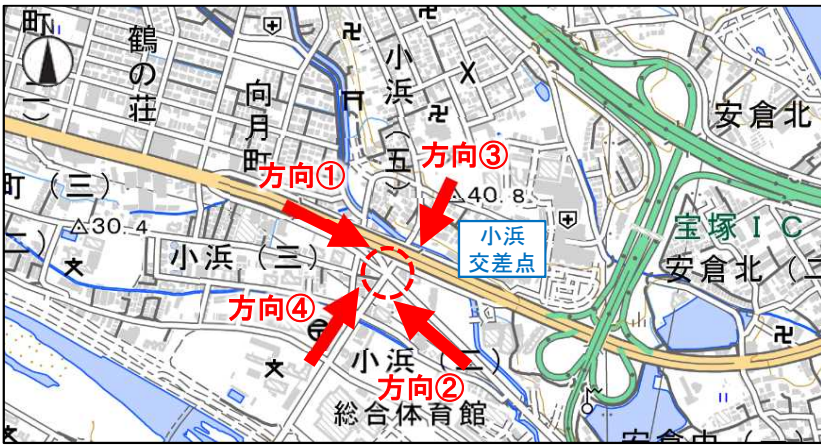 町
二
N
鶴の荘
向月町
小浜（五）
安倉北
方向①
方向③
町（三）
40.8
30.4
小浜
交差点
宝塚IC
二）
小浜（三）
安倉北（二
方向④
小浜（二）
方向②
総合体育館